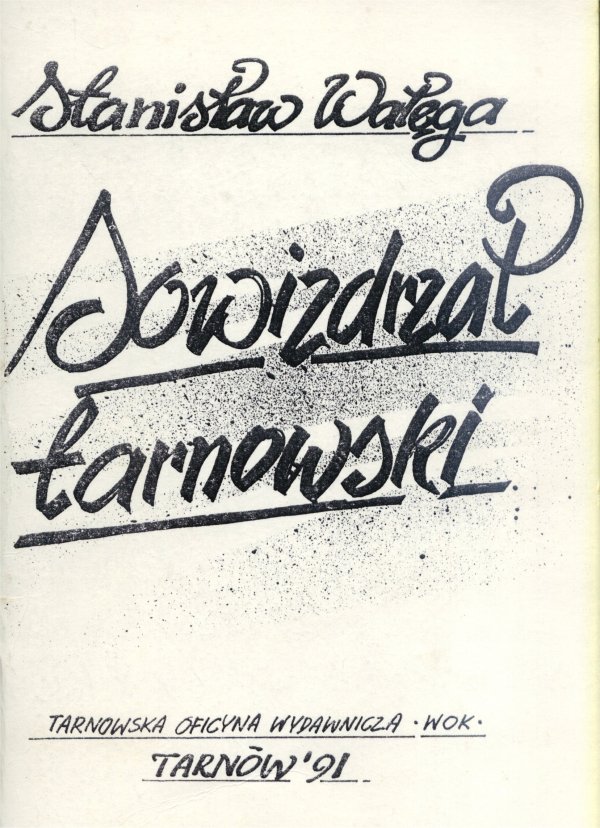 Stanisław Wałęga
Sowizdrzał
tarnowski
TARNOWSKA OFICYNA WYDAWNICZA · WOK ·
TARNÓW '91